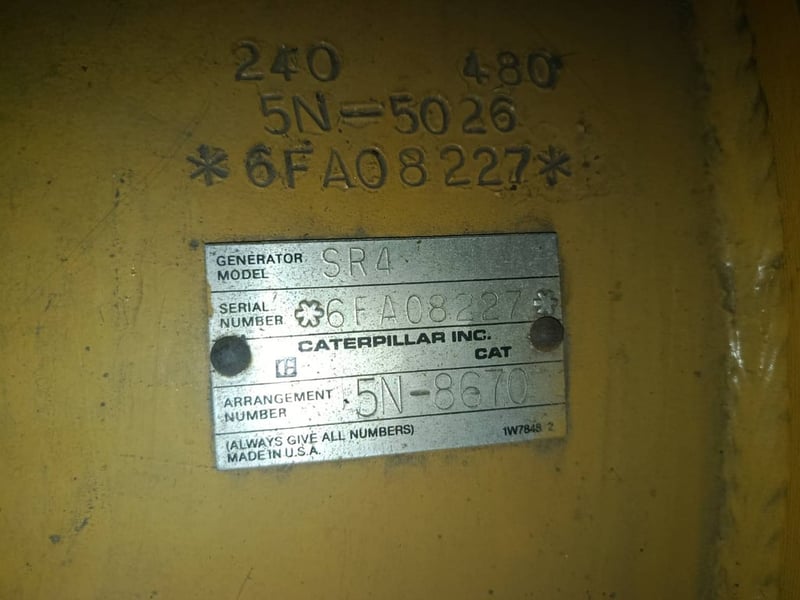 240 480
5N-5026
*6FA08227*
GENERATOR MODEL SR4
SERIAL NUMBER *6FA08227*
CATERPILLAR INC.
CAT
ARRANGEMENT NUMBER 5N-8670
(ALWAYS GIVE ALL NUMBERS)
MADE IN U.S.A. 1W7848 2